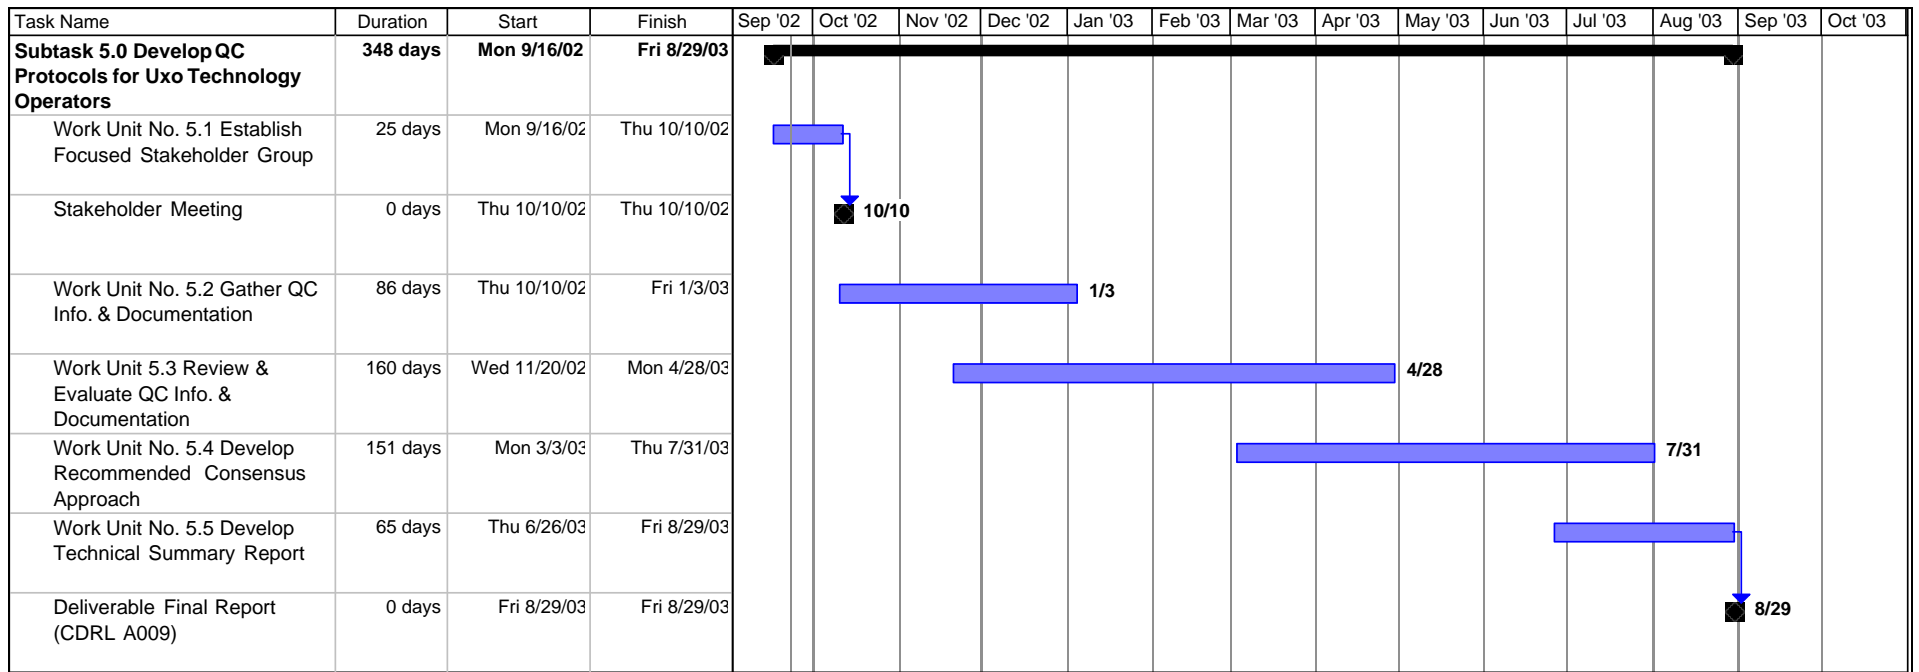 Task Name Duration Start Finish Sep '02 Oct '02 Nov '02 Dec '02 Jan '03 Feb '03 Mar '03 Apr '03 May '03 Jun '03 Jul '03 Aug '03 Sep '03 Oct '03
Subtask 5.0 Develop QC 348 days Mon 9/16/02 Fri 8/29/03
Protocols for Uxo Technology
Operators
Work Unit No. 5.1 Establish 25 days Mon 9/16/02 Thu 10/10/02
Focused Stakeholder Group
Stakeholder Meeting 0 days Thu 10/10/02 Thu 10/10/02 10/10
Work Unit No. 5.2 Gather QC 86 days Thu 10/10/02 Fri 1/3/03 1/3
Info. & Documentation
Work Unit 5.3 Review & 160 days Wed 11/20/02 Mon 4/28/03 4/28
Evaluate QC Info. &
Documentation
Work Unit No. 5.4 Develop 151 days Mon 3/3/03 Thu 7/31/03 7/31
Recommended Consensus
Approach
Work Unit No. 5.5 Develop 65 days Thu 6/26/03 Fri 8/29/03
Technical Summary Report
Deliverable Final Report 0 days Fri 8/29/03 Fri 8/29/03 8/29
(CDRL A009)